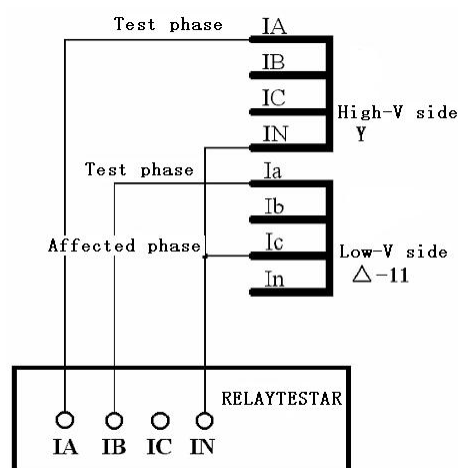 Test phase
IA
IB
IC
High-V side
IN
Y
Test phase
Ia
Ib
Affected phase
Ic
Low-V side
In
△-11
RELAYTESTAR
IA IB IC IN